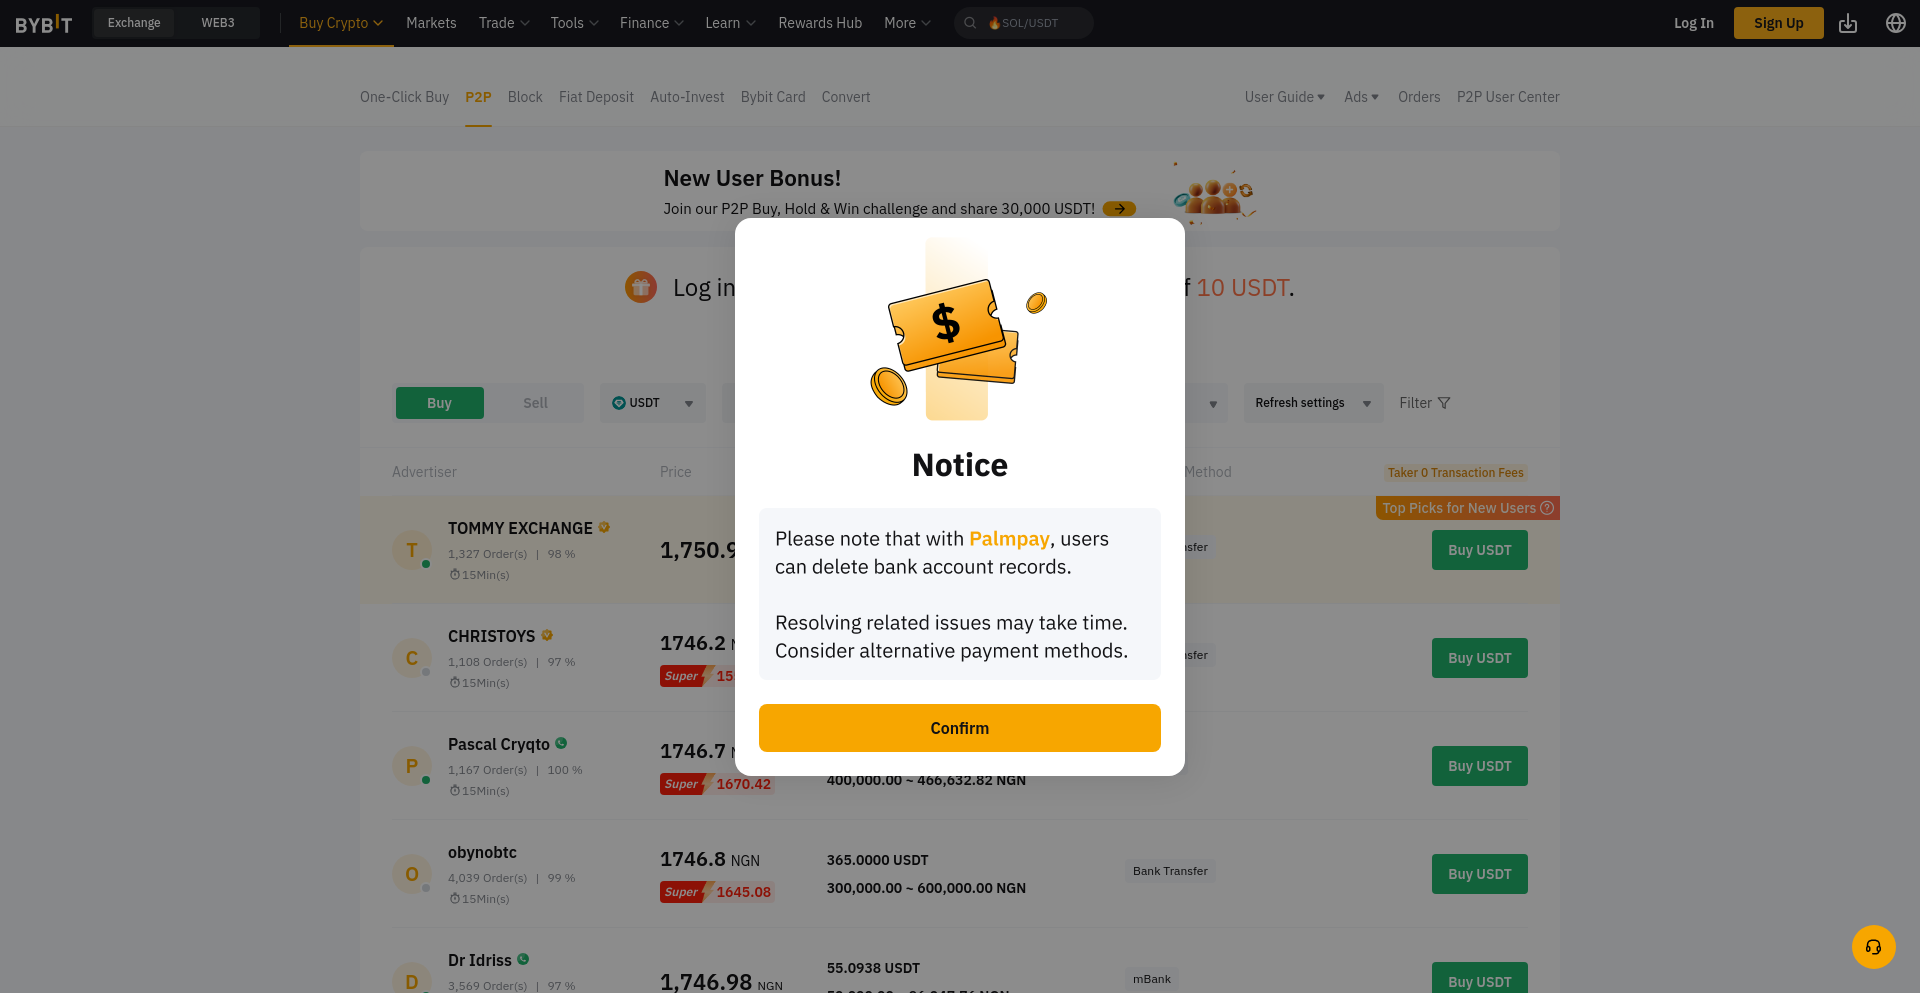 BYBIT Exchange WEB3 Buy Crypto Markets Trade Tools Finance Learn Rewards Hub More SOL/USDT Log In Sign Up
One-Click Buy P2P Block Fiat Deposit Auto-Invest Bybit Card Convert User Guide Ads Orders P2P User Center
New User Bonus!
Join our P2P Buy, Hold & Win challenge and share 30,000 USDT!
Log in 10 USDT.
Buy Sell USDT Refresh settings Filter
Advertiser Price Method Taker 0 Transaction Fees
Top Picks for New Users
TOMMY EXCHANGE
1,327 Order(s) | 98 %
15Min(s)
T
1,750.9
Buy USDT
CHRISTOYS
1,108 Order(s) | 97 %
15Min(s)
C
1746.2
Super
Buy USDT
Pascal Cryqto
1,167 Order(s) | 100 %
15Min(s)
P
1746.7
Super 1670.42
400,000.00 ~ 466,632.82 NGN
Buy USDT
obynobtc
4,039 Order(s) | 99 %
15Min(s)
O
1746.8 NGN
Super 1645.08
365.0000 USDT
300,000.00 ~ 600,000.00 NGN
Bank Transfer
Buy USDT
Dr Idriss
3,569 Order(s) | 97 %
D
1,746.98 NGN
55.0938 USDT
mBank
Buy USDT
$
Notice
Please note that with Palmpay, users
can delete bank account records.
Resolving related issues may take time.
Consider alternative payment methods.
Confirm